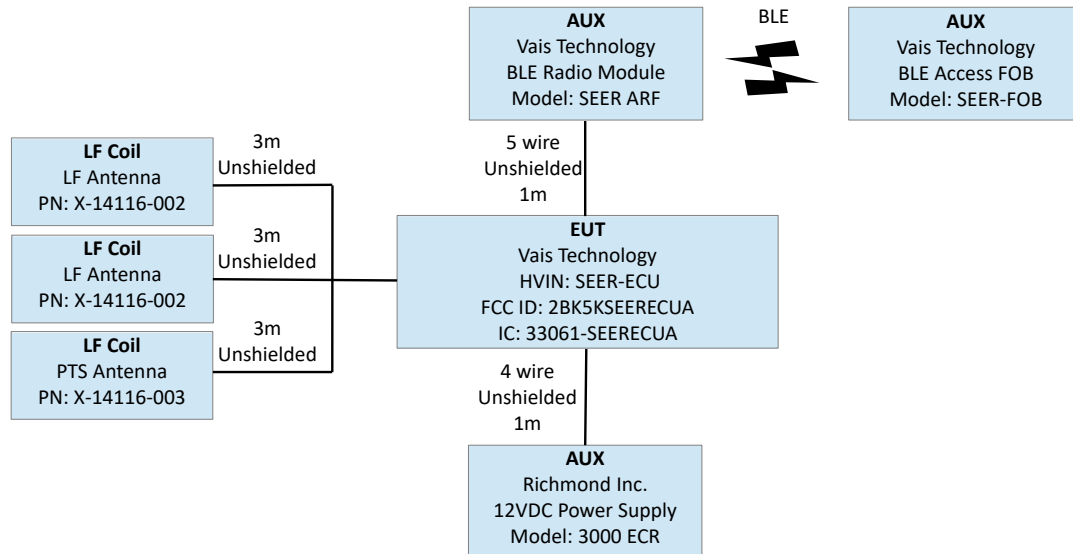 AUX
Vais Technology
BLE Radio Module
Model: SEER ARF
BLE
AUX
Vais Technology
BLE Access FOB
Model: SEER-FOB
5 wire
Unshielded
1m
LF Coil
LF Antenna
PN: X-14116-002
3m
Unshielded
LF Coil
LF Antenna
PN: X-14116-002
3m
Unshielded
LF Coil
PTS Antenna
PN: X-14116-003
3m
Unshielded
EUT
Vais Technology
HVIN: SEER-ECU
FCC ID: 2BK5KSEERECUA
IC: 33061-SEERECUA
4 wire
Unshielded
1m
AUX
Richmond Inc.
12VDC Power Supply
Model: 3000 ECR